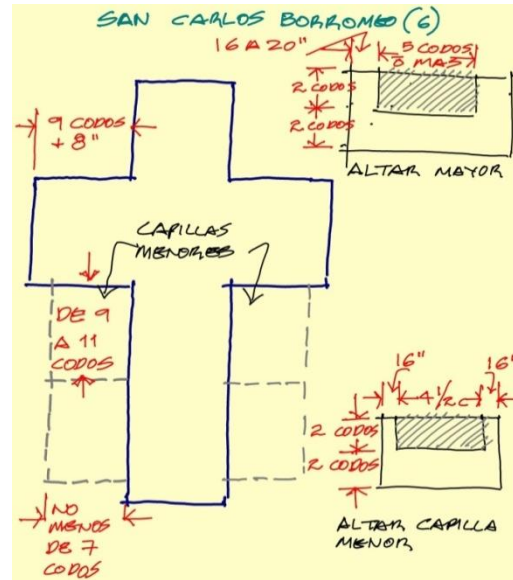 SAN CARLOS BORROMEO (6)
16 A 20"
5 CODOS
O MAS
2 CODOS
2 CODOS
ALTAR MAYOR
9 CODOS
+ 8"
CAPILLAS
MENORES
DE 9
A 11
CODOS
NO
MENOS
DE 7
CODOS
16"
16"
4 1/2 C
2 CODOS
2 CODOS
ALTAR CAPILLA
MENOR